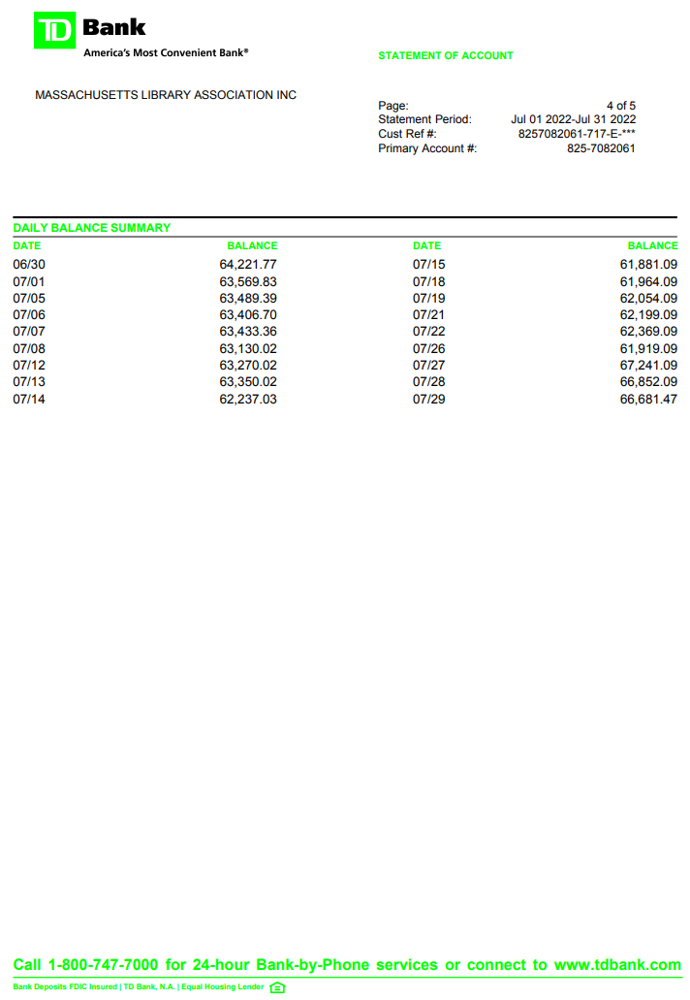 TD Bank
America's Most Convenient Bank®
STATEMENT OF ACCOUNT
MASSACHUSETTS LIBRARY ASSOCIATION INC
Page: 4 of 5
Statement Period: Jul 01 2022-Jul 31 2022
Cust Ref #: 8257082061-717-E-***
Primary Account #: 825-7082061
DAILY BALANCE SUMMARY
DATE BALANCE DATE BALANCE
06/30 64,221.77 07/15 61,881.09
07/01 63,569.83 07/18 61,964.09
07/05 63,489.39 07/19 62,054.09
07/06 63,406.70 07/21 62,199.09
07/07 63,433.36 07/22 62,369.09
07/08 63,130.02 07/26 61,919.09
07/12 63,270.02 07/27 67,241.09
07/13 63,350.02 07/28 66,852.09
07/14 62,237.03 07/29 66,681.47
Call 1-800-747-7000 for 24-hour Bank-by-Phone services or connect to www.tdbank.com
Bank Deposits FDIC Insured | TD Bank, N.A. | Equal Housing Lender